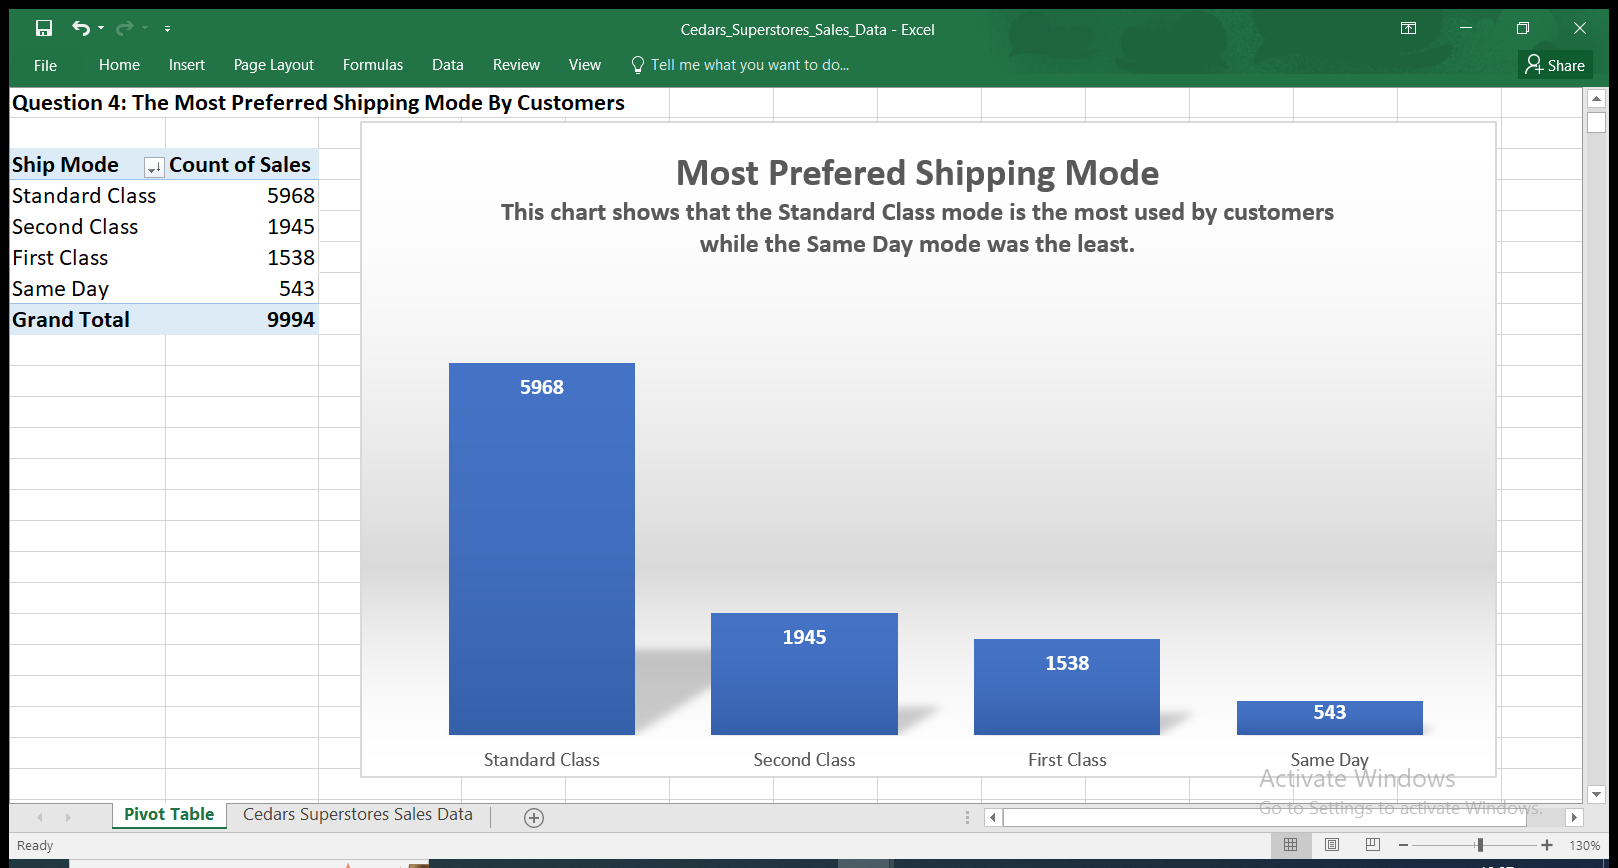 Cedars_Superstores_Sales_Data - Excel
File Home Insert Page Layout Formulas Data Review View Tell me what you want to do... Share
Question 4: The Most Preferred Shipping Mode By Customers
Ship Mode Count of Sales
Standard Class 5968
Second Class 1945
First Class 1538
Same Day 543
Grand Total 9994
Most Prefered Shipping Mode
This chart shows that the Standard Class mode is the most used by customers
while the Same Day mode was the least.
5968
1945
1538
543
Standard Class Second Class First Class Same Day
Activate Windows
Go to Settings to activate Windows.
Pivot Table Cedars Superstores Sales Data
Ready 130%